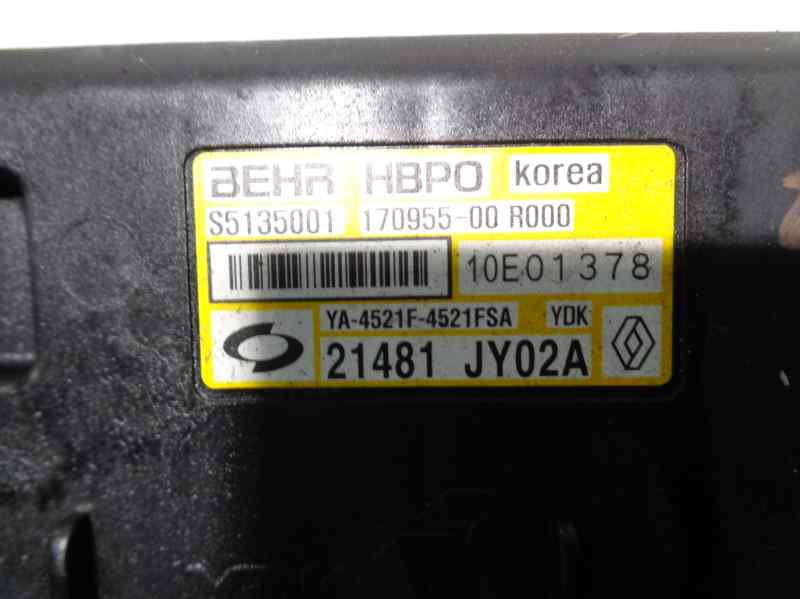 BEHR HBPO korea
S5135001 170955-00 R000
10E01378
YA-4521F-4521FSA YDK
21481 JY02A